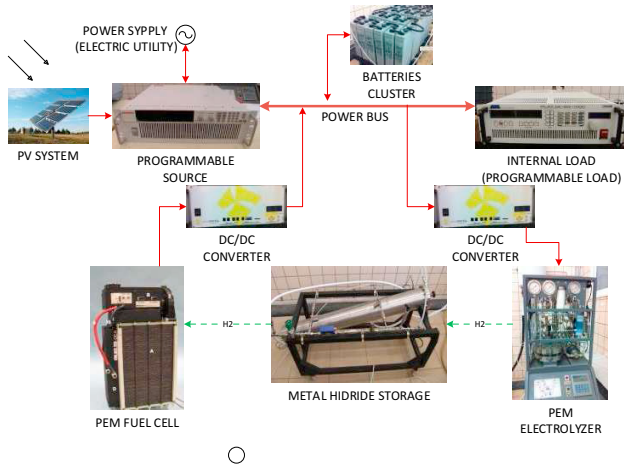 POWER SYPPLY
(ELECTRIC UTILITY)
BATTERIES
CLUSTER
POWER BUS
PV SYSTEM
PROGRAMMABLE
SOURCE
INTERNAL LOAD
(PROGRAMMABLE LOAD)
DC/DC
CONVERTER
DC/DC
CONVERTER
H2
H2
PEM FUEL CELL
METAL HIDRIDE STORAGE
PEM
ELECTROLYZER